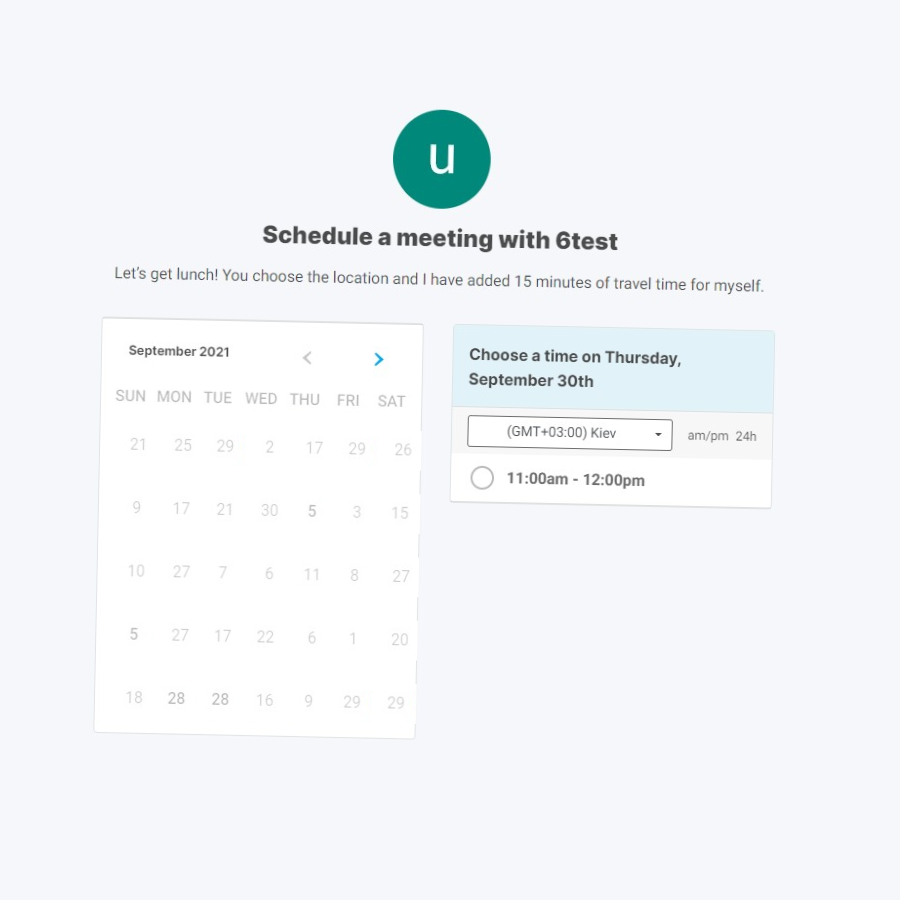 u
Schedule a meeting with 6test
Let's get lunch! You choose the location and I have added 15 minutes of travel time for myself.
September 2021
SUN MON TUE WED THU FRI SAT
21 25 29 2 17 29 26
9 17 21 30 5 3 15
10 27 7 6 11 8 27
5 27 17 22 6 1 20
18 28 28 16 9 29 29
Choose a time on Thursday,
September 30th
(GMT+03:00) Kiev am/pm 24h
11:00am - 12:00pm